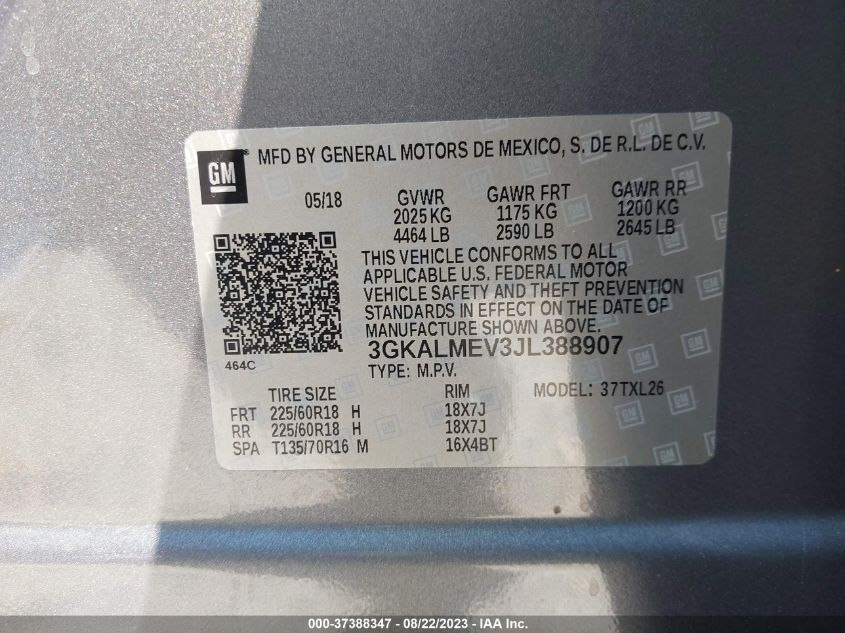 GM ® MFD BY GENERAL MOTORS DE MEXICO, S. DE R.L. DE C.V.
05/18 GVWR GAWR FRT GAWR RR
2025 KG 1175 KG 1200 KG
4464 LB 2590 LB 2645 LB
THIS VEHICLE CONFORMS TO ALL
APPLICABLE U.S. FEDERAL MOTOR
VEHICLE SAFETY AND THEFT PREVENTION
STANDARDS IN EFFECT ON THE DATE OF
MANUFACTURE SHOWN ABOVE.
3GKALMEV3JL388907
464C
TYPE: M.P.V.
TIRE SIZE RIM MODEL: 37TXL26
FRT 225/60R18 H 18X7J
RR 225/60R18 H 18X7J
SPA T135/70R16 M 16X4BT
000-37388347 - 08/22/2023 - IAA Inc.